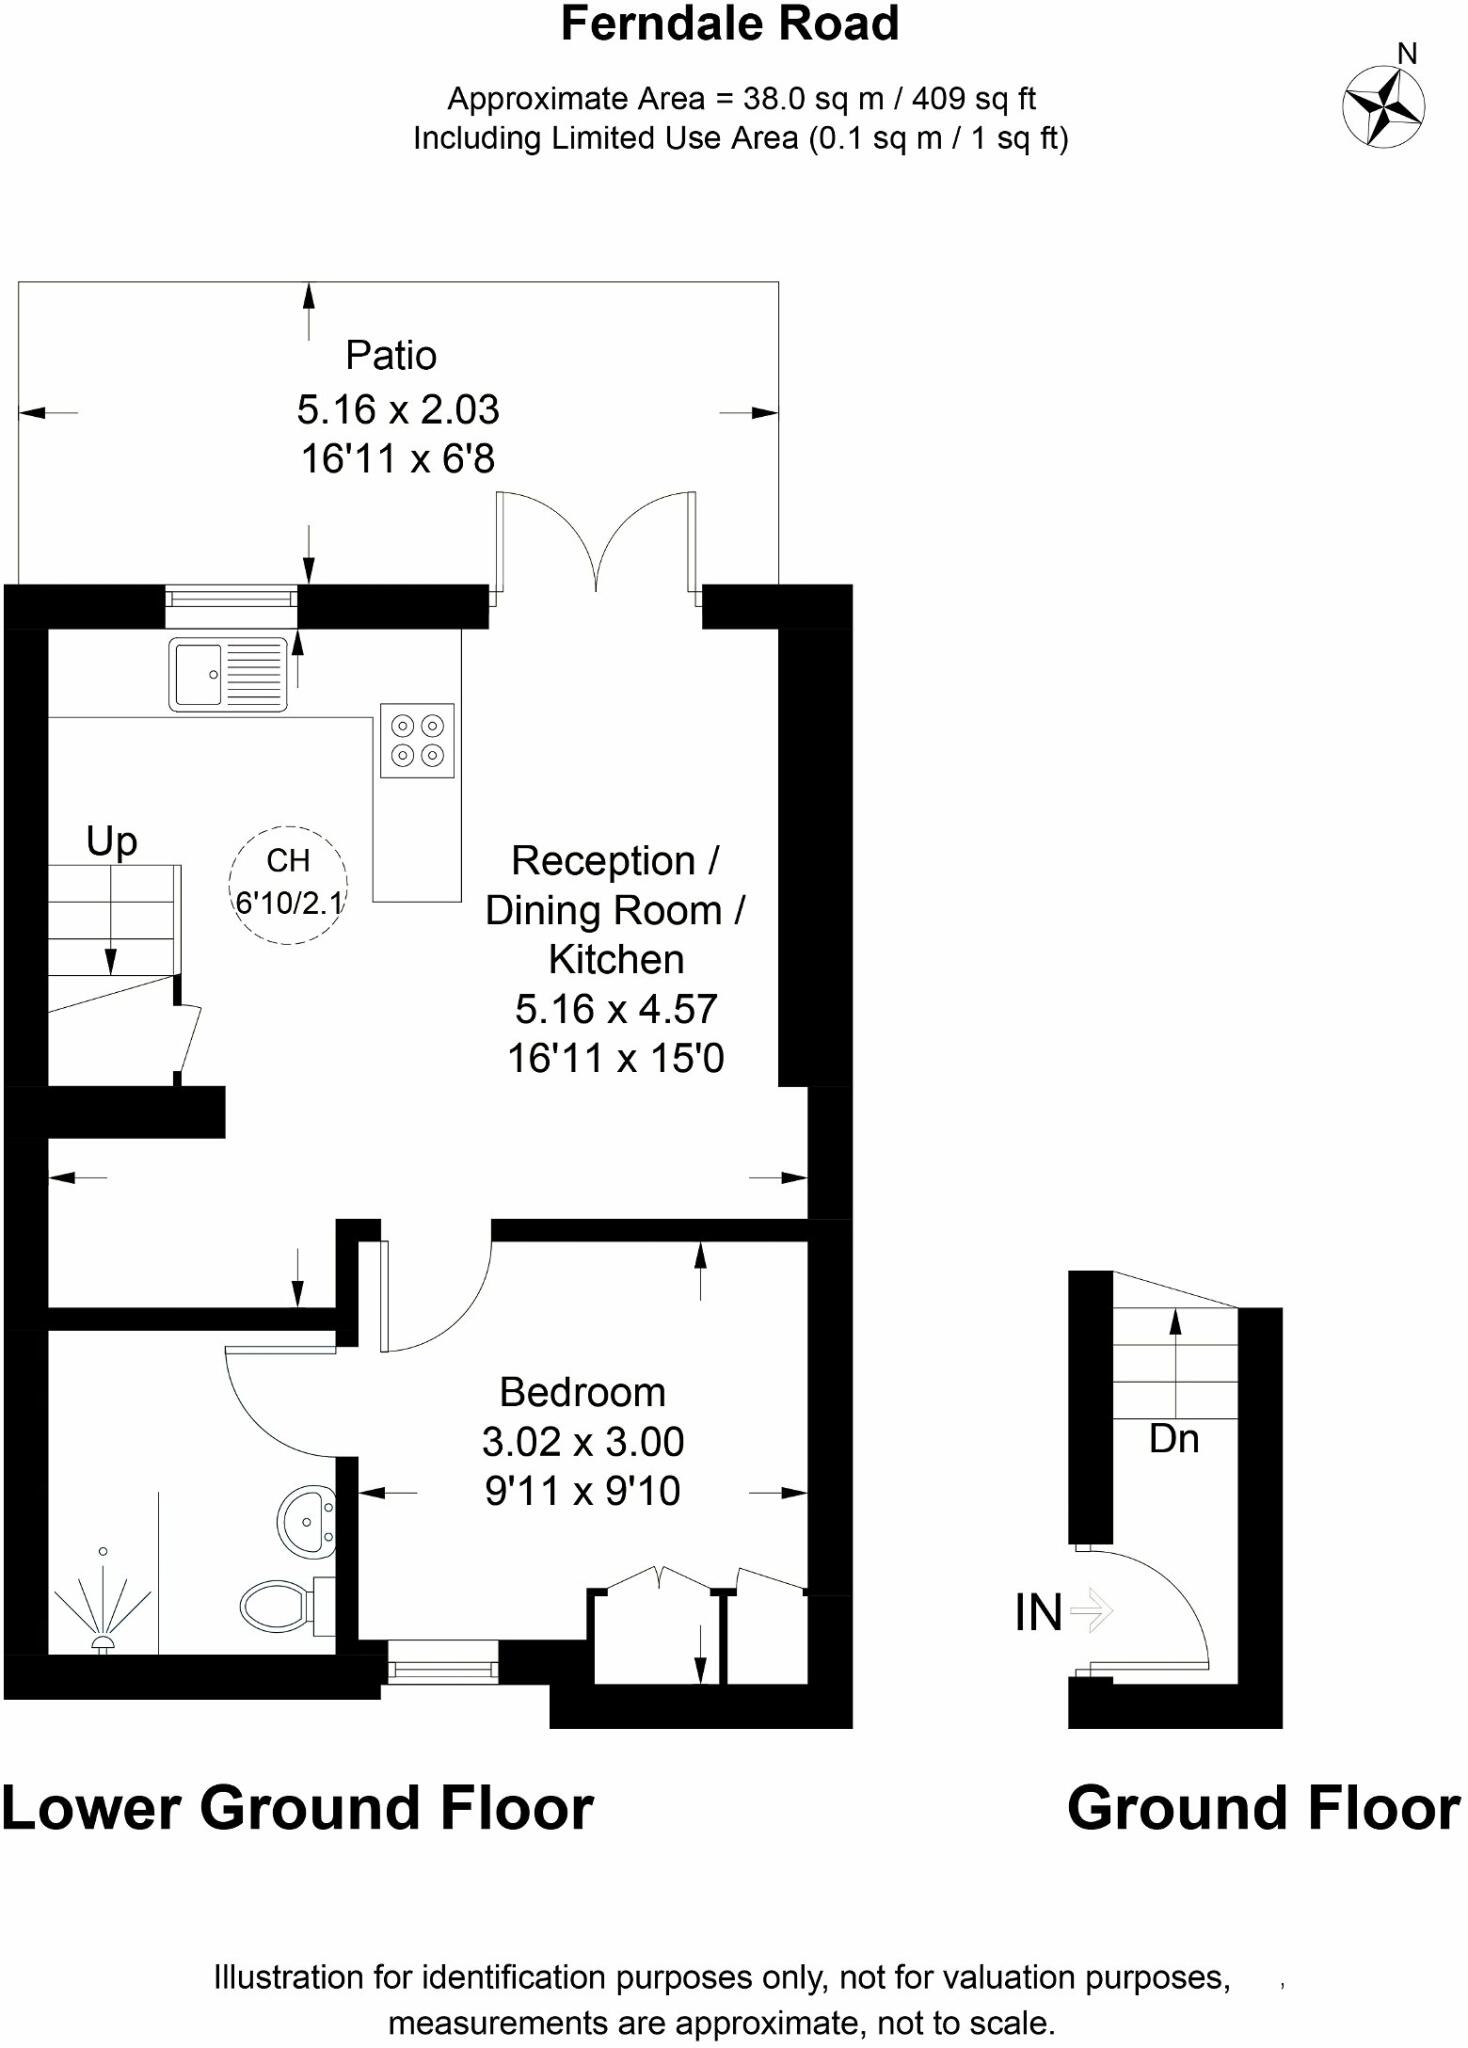 Ferndale Road
Approximate Area = 38.0 sq m / 409 sq ft
Including Limited Use Area (0.1 sq m / 1 sq ft)
N
Patio
5.16 x 2.03
16'11 x 6'8
Up
CH
6'10/2.1
Reception /
Dining Room /
Kitchen
5.16 x 4.57
16'11 x 15'0
Bedroom
3.02 x 3.00
9'11 x 9'10
Dn
IN
Lower Ground Floor
Ground Floor
Illustration for identification purposes only, not for valuation purposes, ,
measurements are approximate, not to scale.